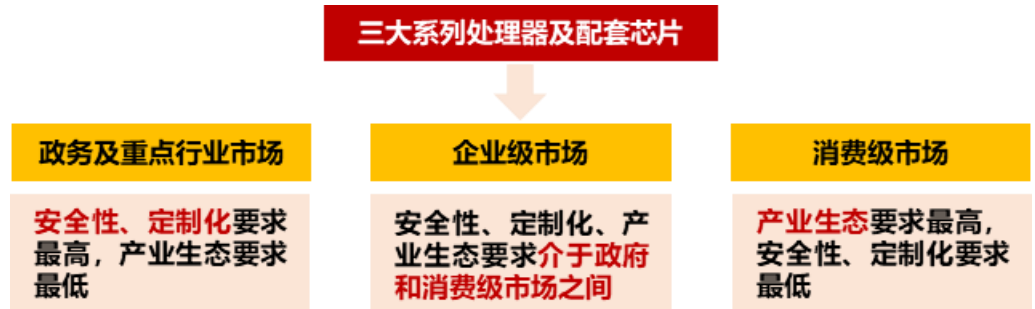 三大系列处理器及配套芯片
政务及重点行业市场
安全性、定制化要求
最高，产业生态要求
最低
企业级市场
安全性、定制化、产
业生态要求介于政府
和消费级市场之间
消费级市场
产业生态要求最高，
安全性、定制化要求
最低